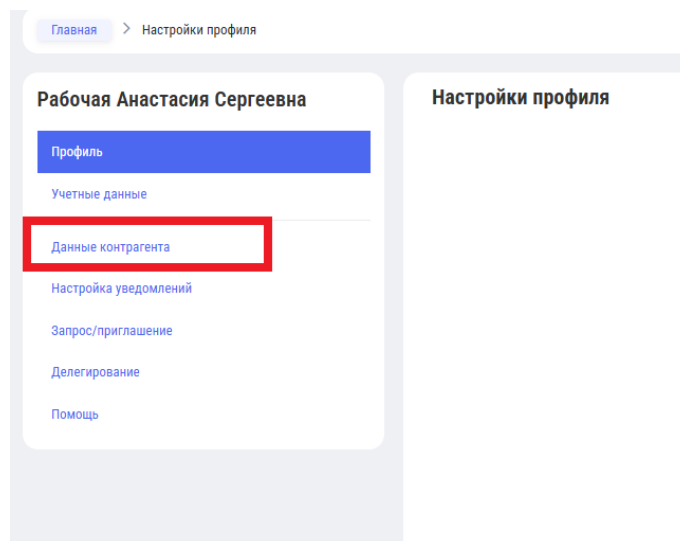 Главная > Настройки профиля
Рабочая Анастасия Сергеевна
Профиль
Учетные данные
Данные контрагента
Настройка уведомлений
Запрос/приглашение
Делегирование
Помощь
Настройки профиля